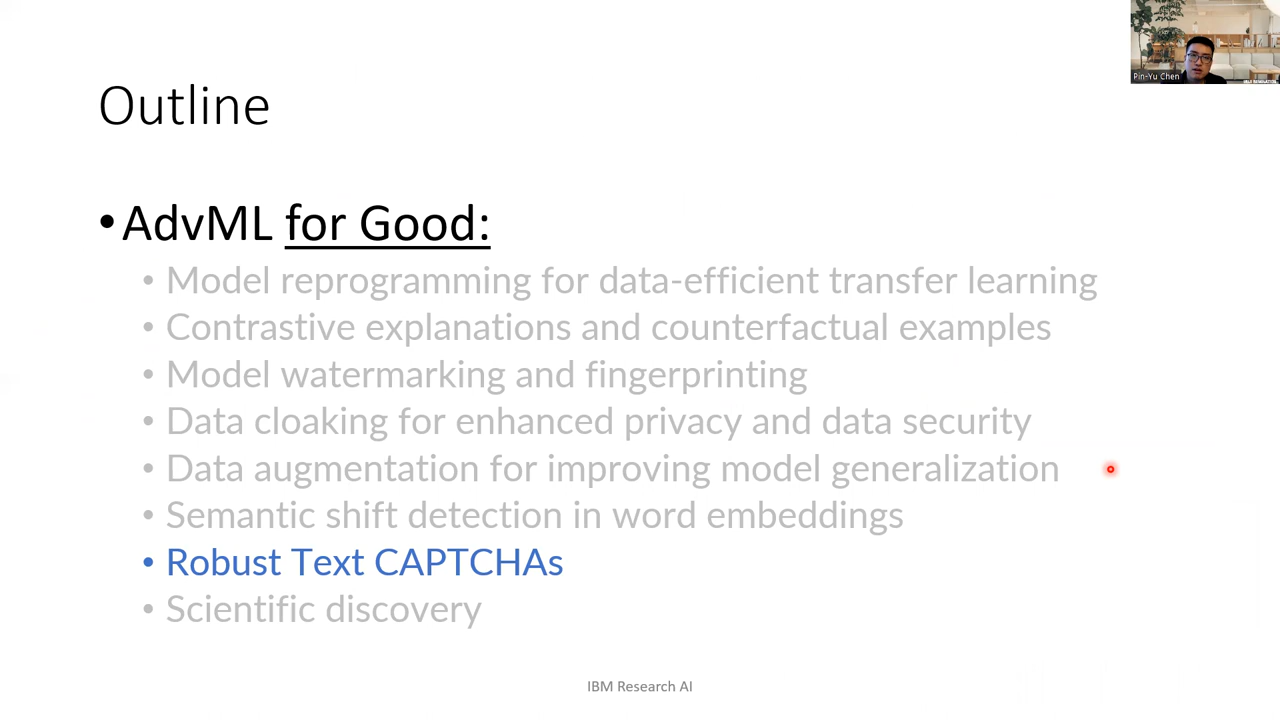 Pin-Yu Chen
Outline
• AdvML for Good:
• Model reprogramming for data-efficient transfer learning
• Contrastive explanations and counterfactual examples
• Model watermarking and fingerprinting
• Data cloaking for enhanced privacy and data security
• Data augmentation for improving model generalization
• Semantic shift detection in word embeddings
• Robust Text CAPTCHAs
• Scientific discovery
IBM Research AI